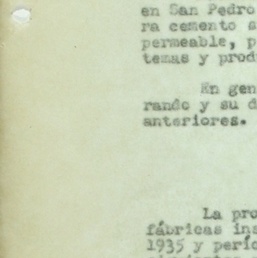 en San Pedro
ra cemento s
permeable, p
temas y prod
En gen
rando y su d
anteriores.
La pro
fábricas ins
1935 y perío